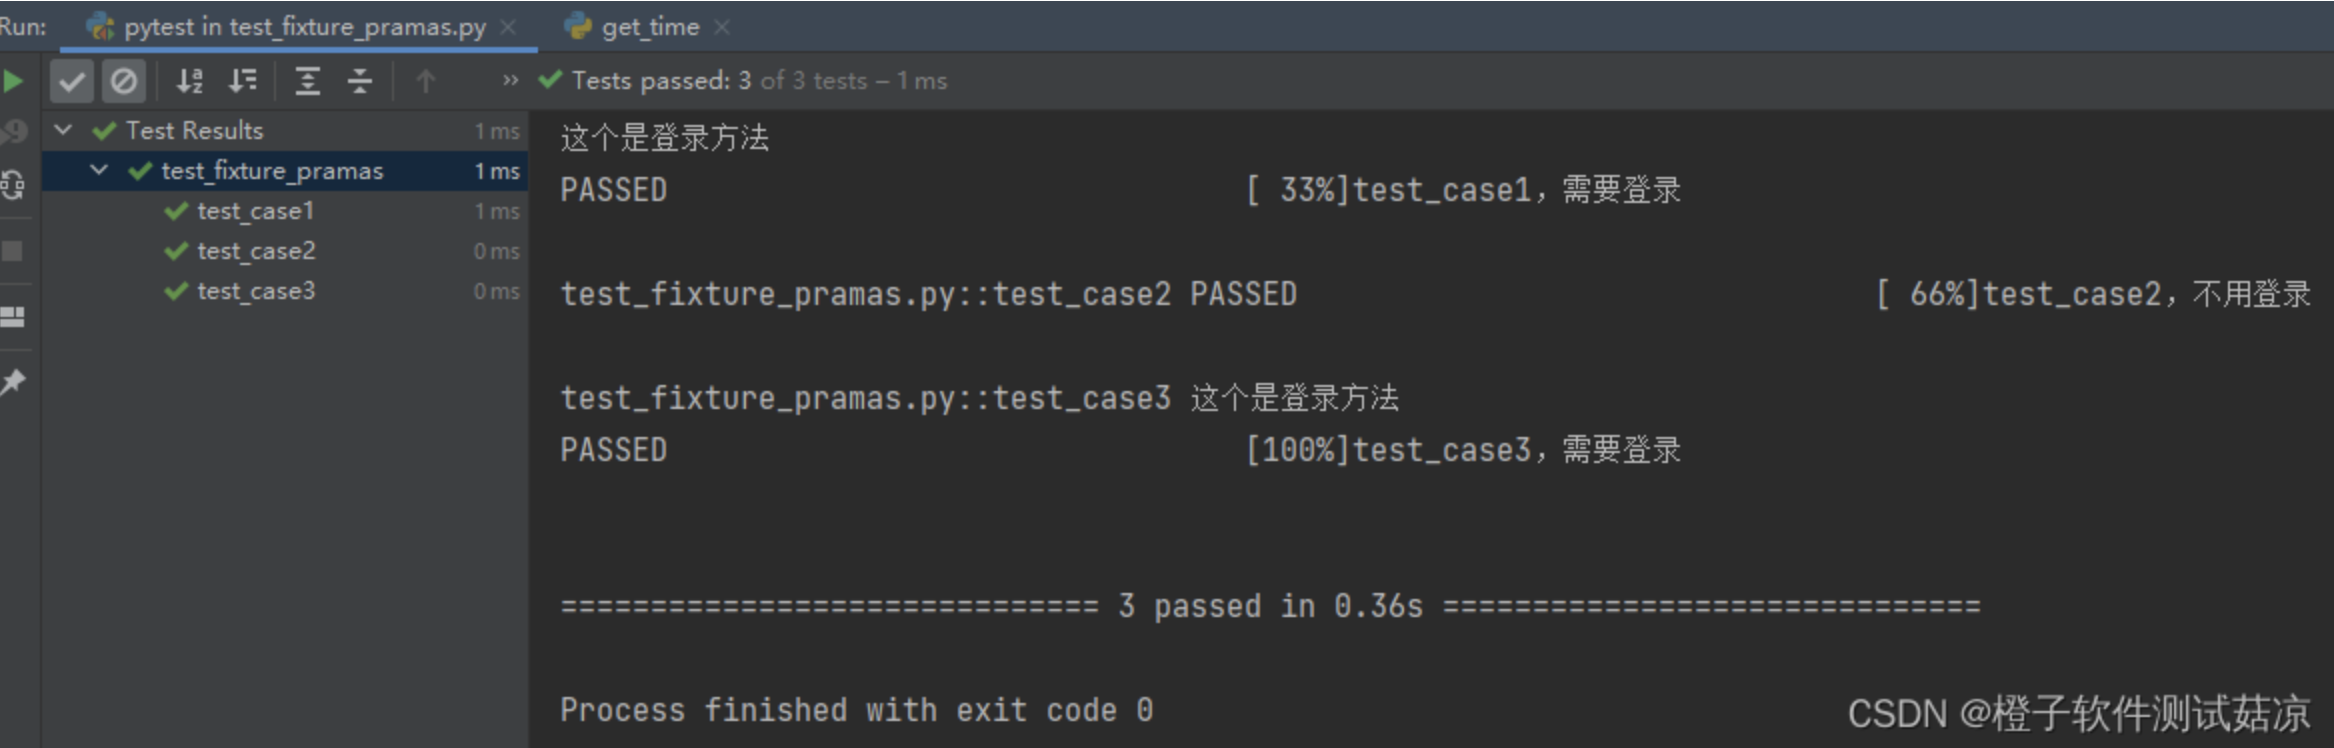 Run: pytest in test_fixture_pramas.py × get_time ×
Tests passed: 3 of 3 tests – 1 ms
Test Results 1 ms
test_fixture_pramas 1 ms
test_case1 1 ms
test_case2 0 ms
test_case3 0 ms
这个是登录方法
PASSED [ 33%]test_case1，需要登录
test_fixture_pramas.py::test_case2 PASSED [ 66%]test_case2，不用登录
test_fixture_pramas.py::test_case3 这个是登录方法
PASSED [100%]test_case3，需要登录
============================== 3 passed in 0.36s ==============================
Process finished with exit code 0
CSDN @橙子软件测试菇凉